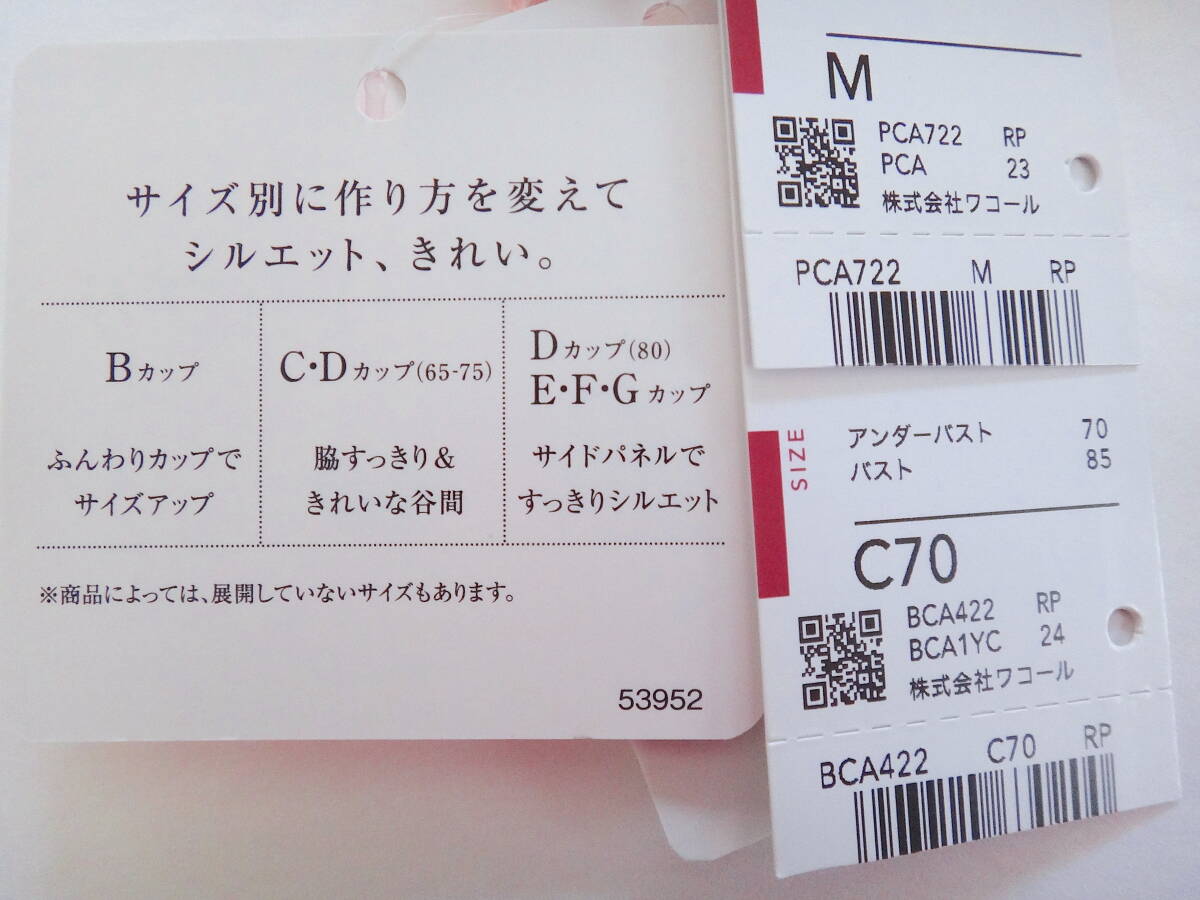 サイズ別に作り方を変えて
シルエット、きれい。
Bカップ
ふんわりカップで
サイズアップ
C・Dカップ(65-75)
脇すっきり&
きれいな谷間
Dカップ(80)
E・F・Gカップ
サイドパネルで
すっきりシルエット
※商品によっては、展開していないサイズもあります。
53952
M
PCA722 RP
PCA 23
株式会社ワコール
PCA722 M RP
SIZE
アンダーバスト 70
バスト 85
C70
BCA422 RP
BCA1YC 24
株式会社ワコール
BCA422 C70 RP